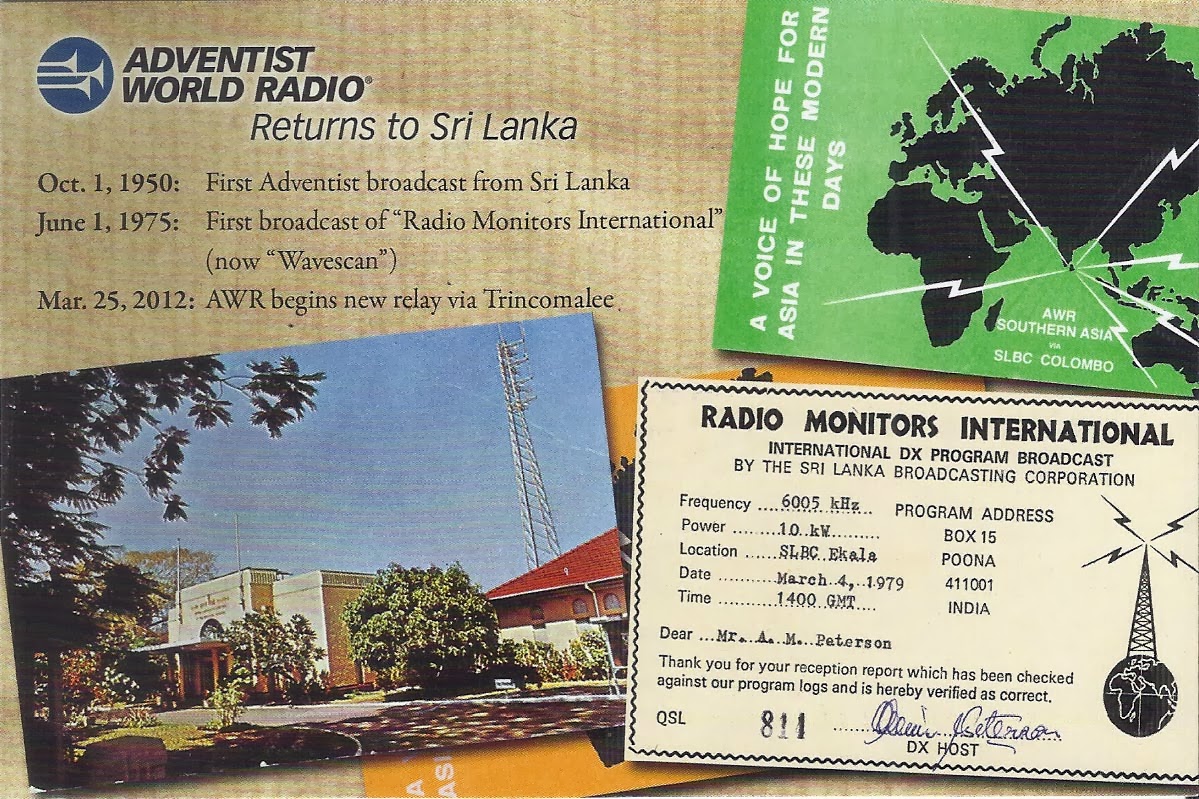 ADVENTIST
WORLD RADIO®
Returns to Sri Lanka
Oct. 1, 1950: First Adventist broadcast from Sri Lanka
June 1, 1975: First broadcast of “Radio Monitors International”
(now “Wavescan”)
Mar. 25, 2012: AWR begins new relay via Trincomalee
A VOICE OF HOPE FOR
ASIA IN THESE MODERN
DAYS
AWR
SOUTHERN ASIA
VIA
SLBC COLOMBO
RADIO MONITORS INTERNATIONAL
INTERNATIONAL DX PROGRAM BROADCAST
BY THE SRI LANKA BROADCASTING CORPORATION
Frequency ....6005 kHz...
Power .......10 kW.........
Location .....SLBC Ekala
Date ..........March 4, 1979
Time ..........1400 GMT....
PROGRAM ADDRESS
BOX 15
POONA
411001
INDIA
Dear ...Mr. A. M. Peterson
Thank you for your reception report which has been checked
against our program logs and is hereby verified as correct.
QSL 811
DX HOST
A
ASI